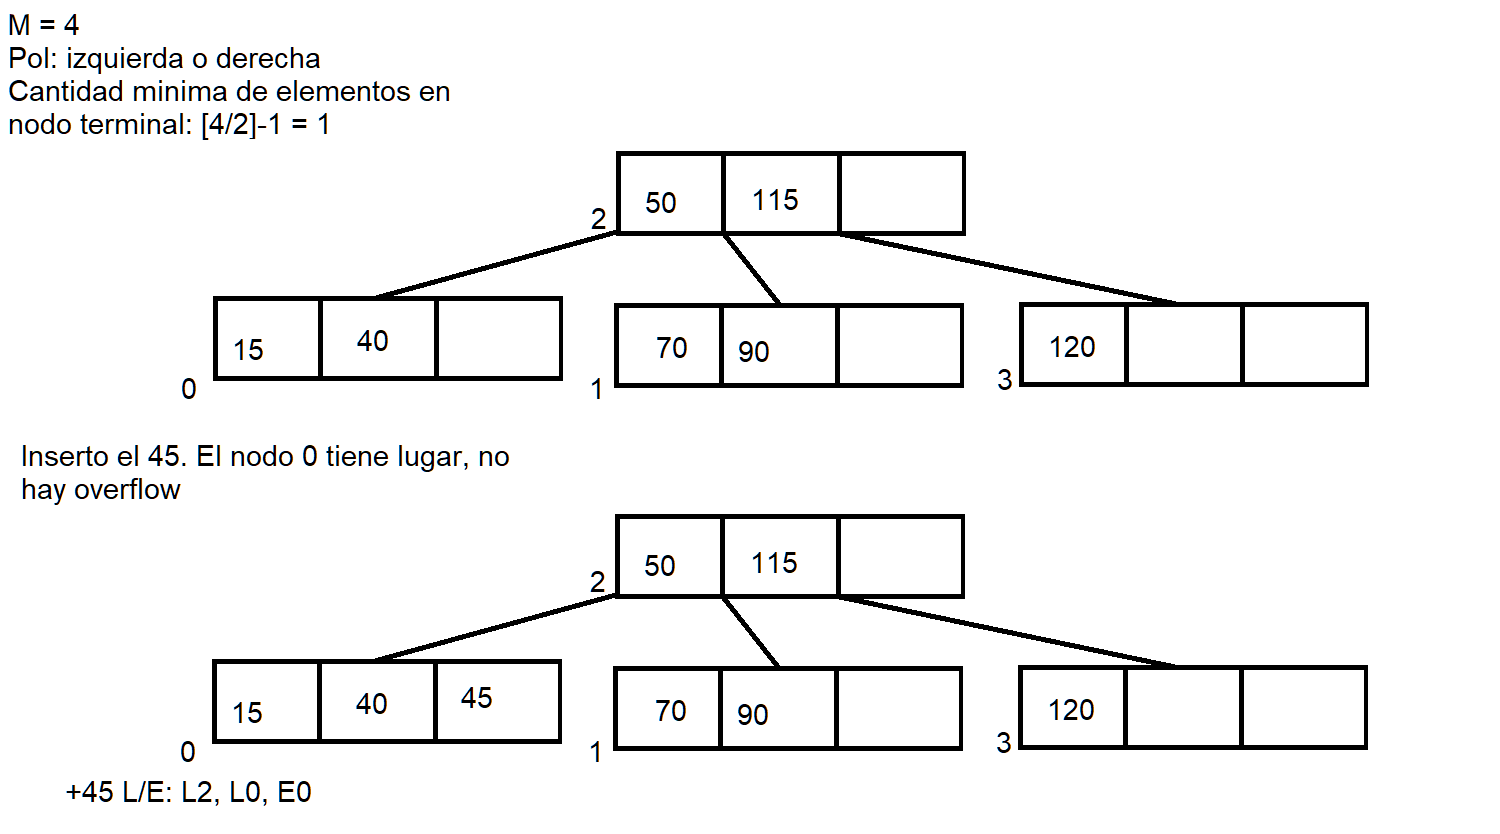 M = 4
Pol: izquierda o derecha
Cantidad minima de elementos en
nodo terminal: [4/2]-1 = 1
50 115
2
15 40
70 90
120
0
1
3
Inserto el 45. El nodo 0 tiene lugar, no
hay overflow
50 115
2
15 40 45
70 90
120
0
1
3
+45 L/E: L2, L0, E0